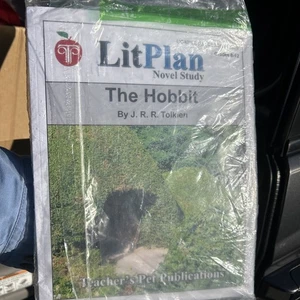 LitPlan
Novel Study
The Hobbit
By J. R. R. Tolkien
Teacher's Pet Publications